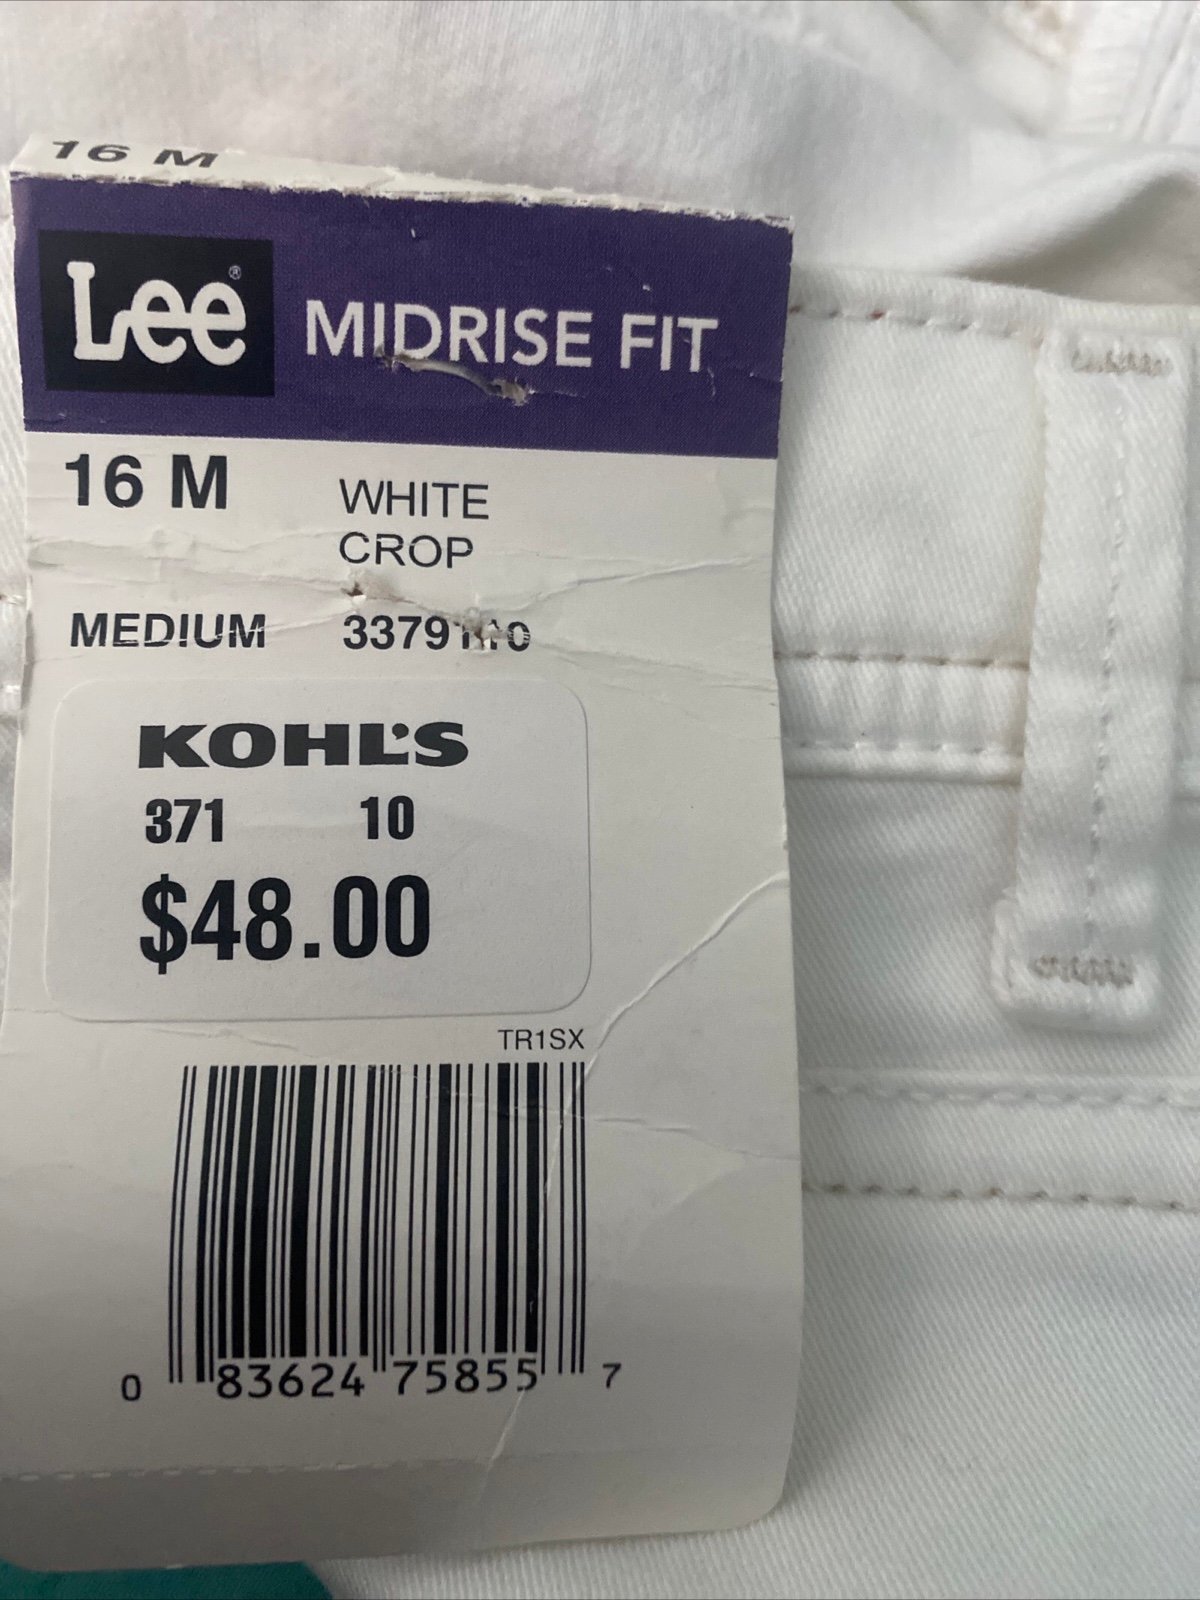 16 M
Lee® MIDRISE FIT
16 M WHITE
CROP
MEDIUM
KOHL'S
371 10
$48.00
TR1SX
0 83624 75855 7